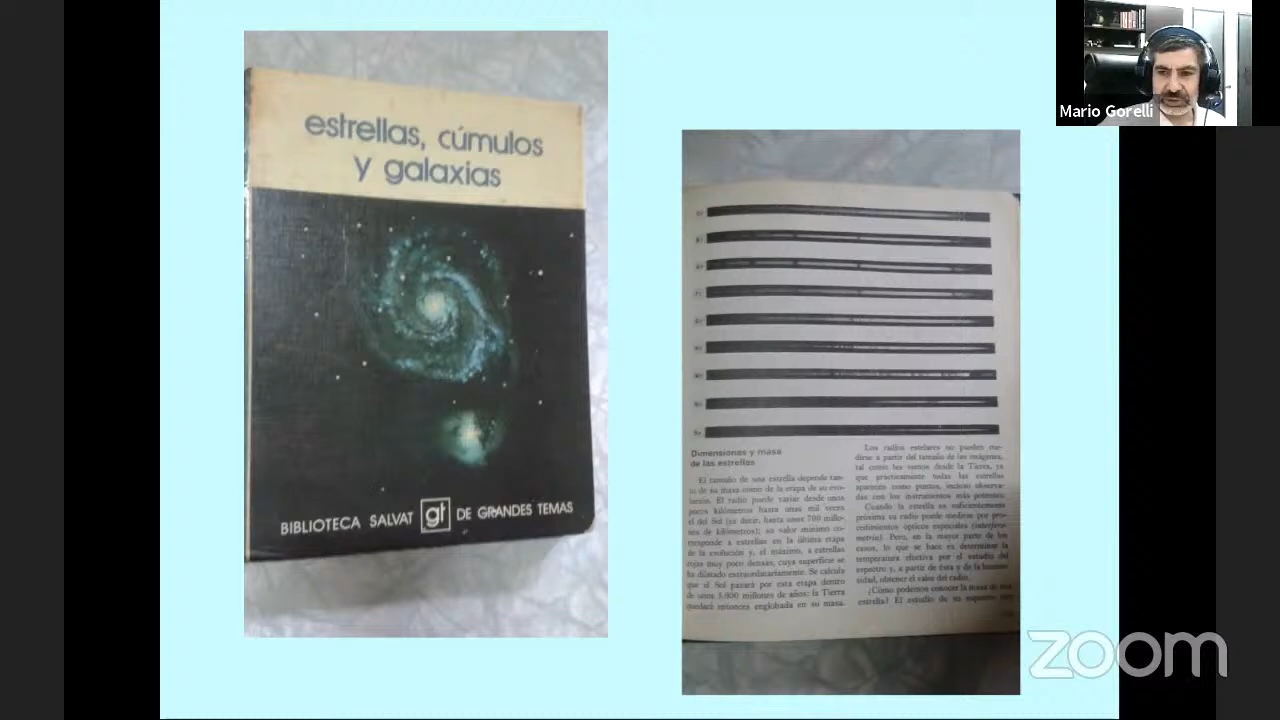 estrellas, cúmulos
y galaxias
BIBLIOTECA SALVAT gt DE GRANDES TEMAS
Dimensiones y masa
de las estrellas
El tamaño de una estrella depende tan-
to de su masa como de la etapa de su evo-
lución. El radio puede variar desde unos
pocos kilómetros hasta unas mil veces
el del Sol (es decir, hasta unos 700 millo-
nes de kilómetros); su valor mínimo co-
rresponde a estrellas en la última etapa
de la evolución y, el máximo, a estrellas
rojas muy poco densas, cuya superficie se
ha dilatado extraordinariamente. Se calcula
que el Sol pasará por esta etapa dentro
de unos 5.000 millones de años: la Tierra
quedará entonces englobada en su masa.
Los radios estelares no pueden me-
dirse a partir del tamaño de las imágenes,
tal como las vemos desde la Tierra, ya
que prácticamente todas las estrellas
aparecen como puntos, incluso observa-
das con los instrumentos más potentes.
Cuando la estrella es suficientemente
próxima su radio puede medirse por pro-
cedimientos ópticos especiales (interfero-
metría). Pero, en la mayor parte de los
casos, lo que se hace es determinar la
temperatura efectiva por el estudio del
espectro y, a partir de ésta y de la lumino-
sidad, obtener el valor del radio.
¿Cómo podemos conocer la masa de una
estrella? El estudio de su espectro
Mario Gorelli
zoom